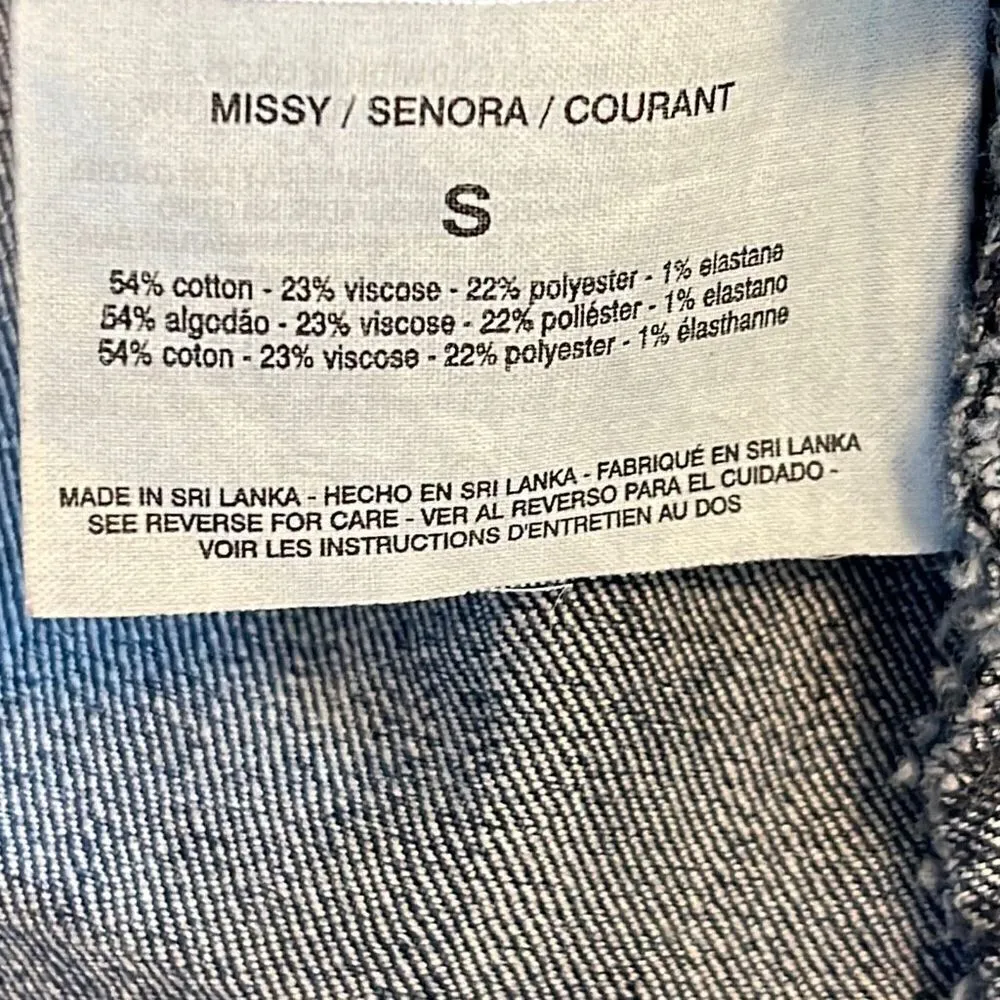 MISSY / SENORA / COURANT
S
54% cotton - 23% viscose - 22% polyester - 1% elastane
54% algodão - 23% viscose - 22% poliéster - 1% elastano
54% coton - 23% viscose - 22% polyester - 1% élasthanne
MADE IN SRI LANKA - HECHO EN SRI LANKA - FABRIQUÉ EN SRI LANKA
SEE REVERSE FOR CARE - VER AL REVERSO PARA EL CUIDADO -
VOIR LES INSTRUCTIONS D'ENTRETIEN AU DOS